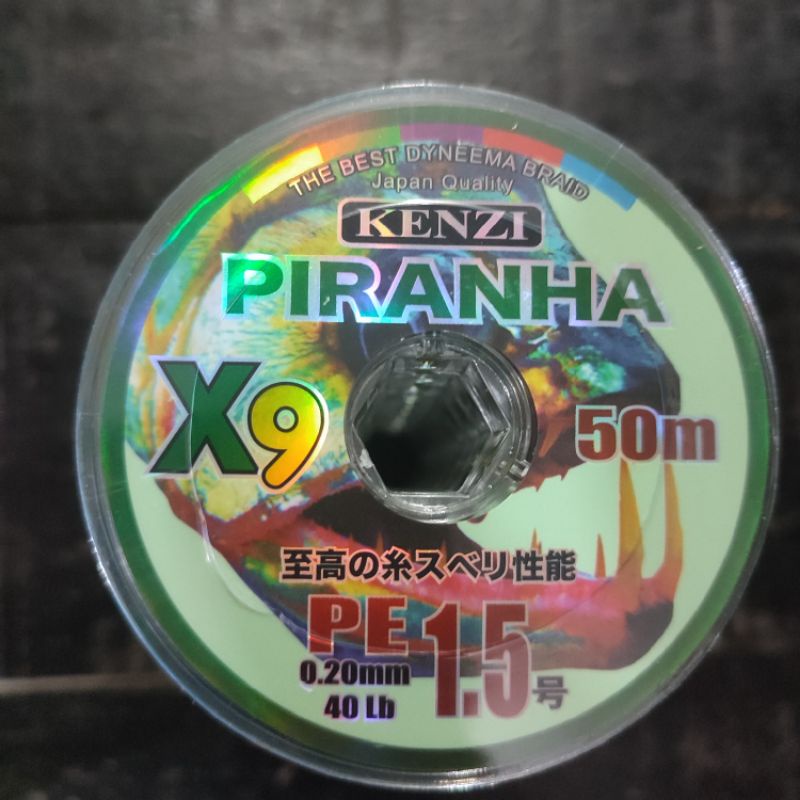 THE BEST DYNEEMA BRAID
Japan Quality
KENZI
PIRANHA
X9
50m
至高の糸スベリ性能
PE 1.5号
0.20mm
40 Lb